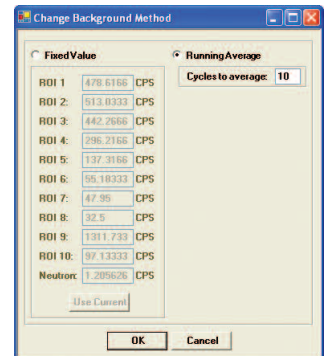 Change Background Method
Fixed Value
Running Average
ROI 1 478.6166 CPS
Cycles to average: 10
ROI 2: 513.0333 CPS
ROI 3: 442.2666 CPS
ROI 4: 296.2166 CPS
ROI 5: 137.3166 CPS
ROI 6: 55.18333 CPS
ROI 7: 47.95 CPS
ROI 8: 32.5 CPS
ROI 9: 1311.733 CPS
ROI 10: 97.13333 CPS
Neutron: 1.205626 CPS
Use Current
OK Cancel